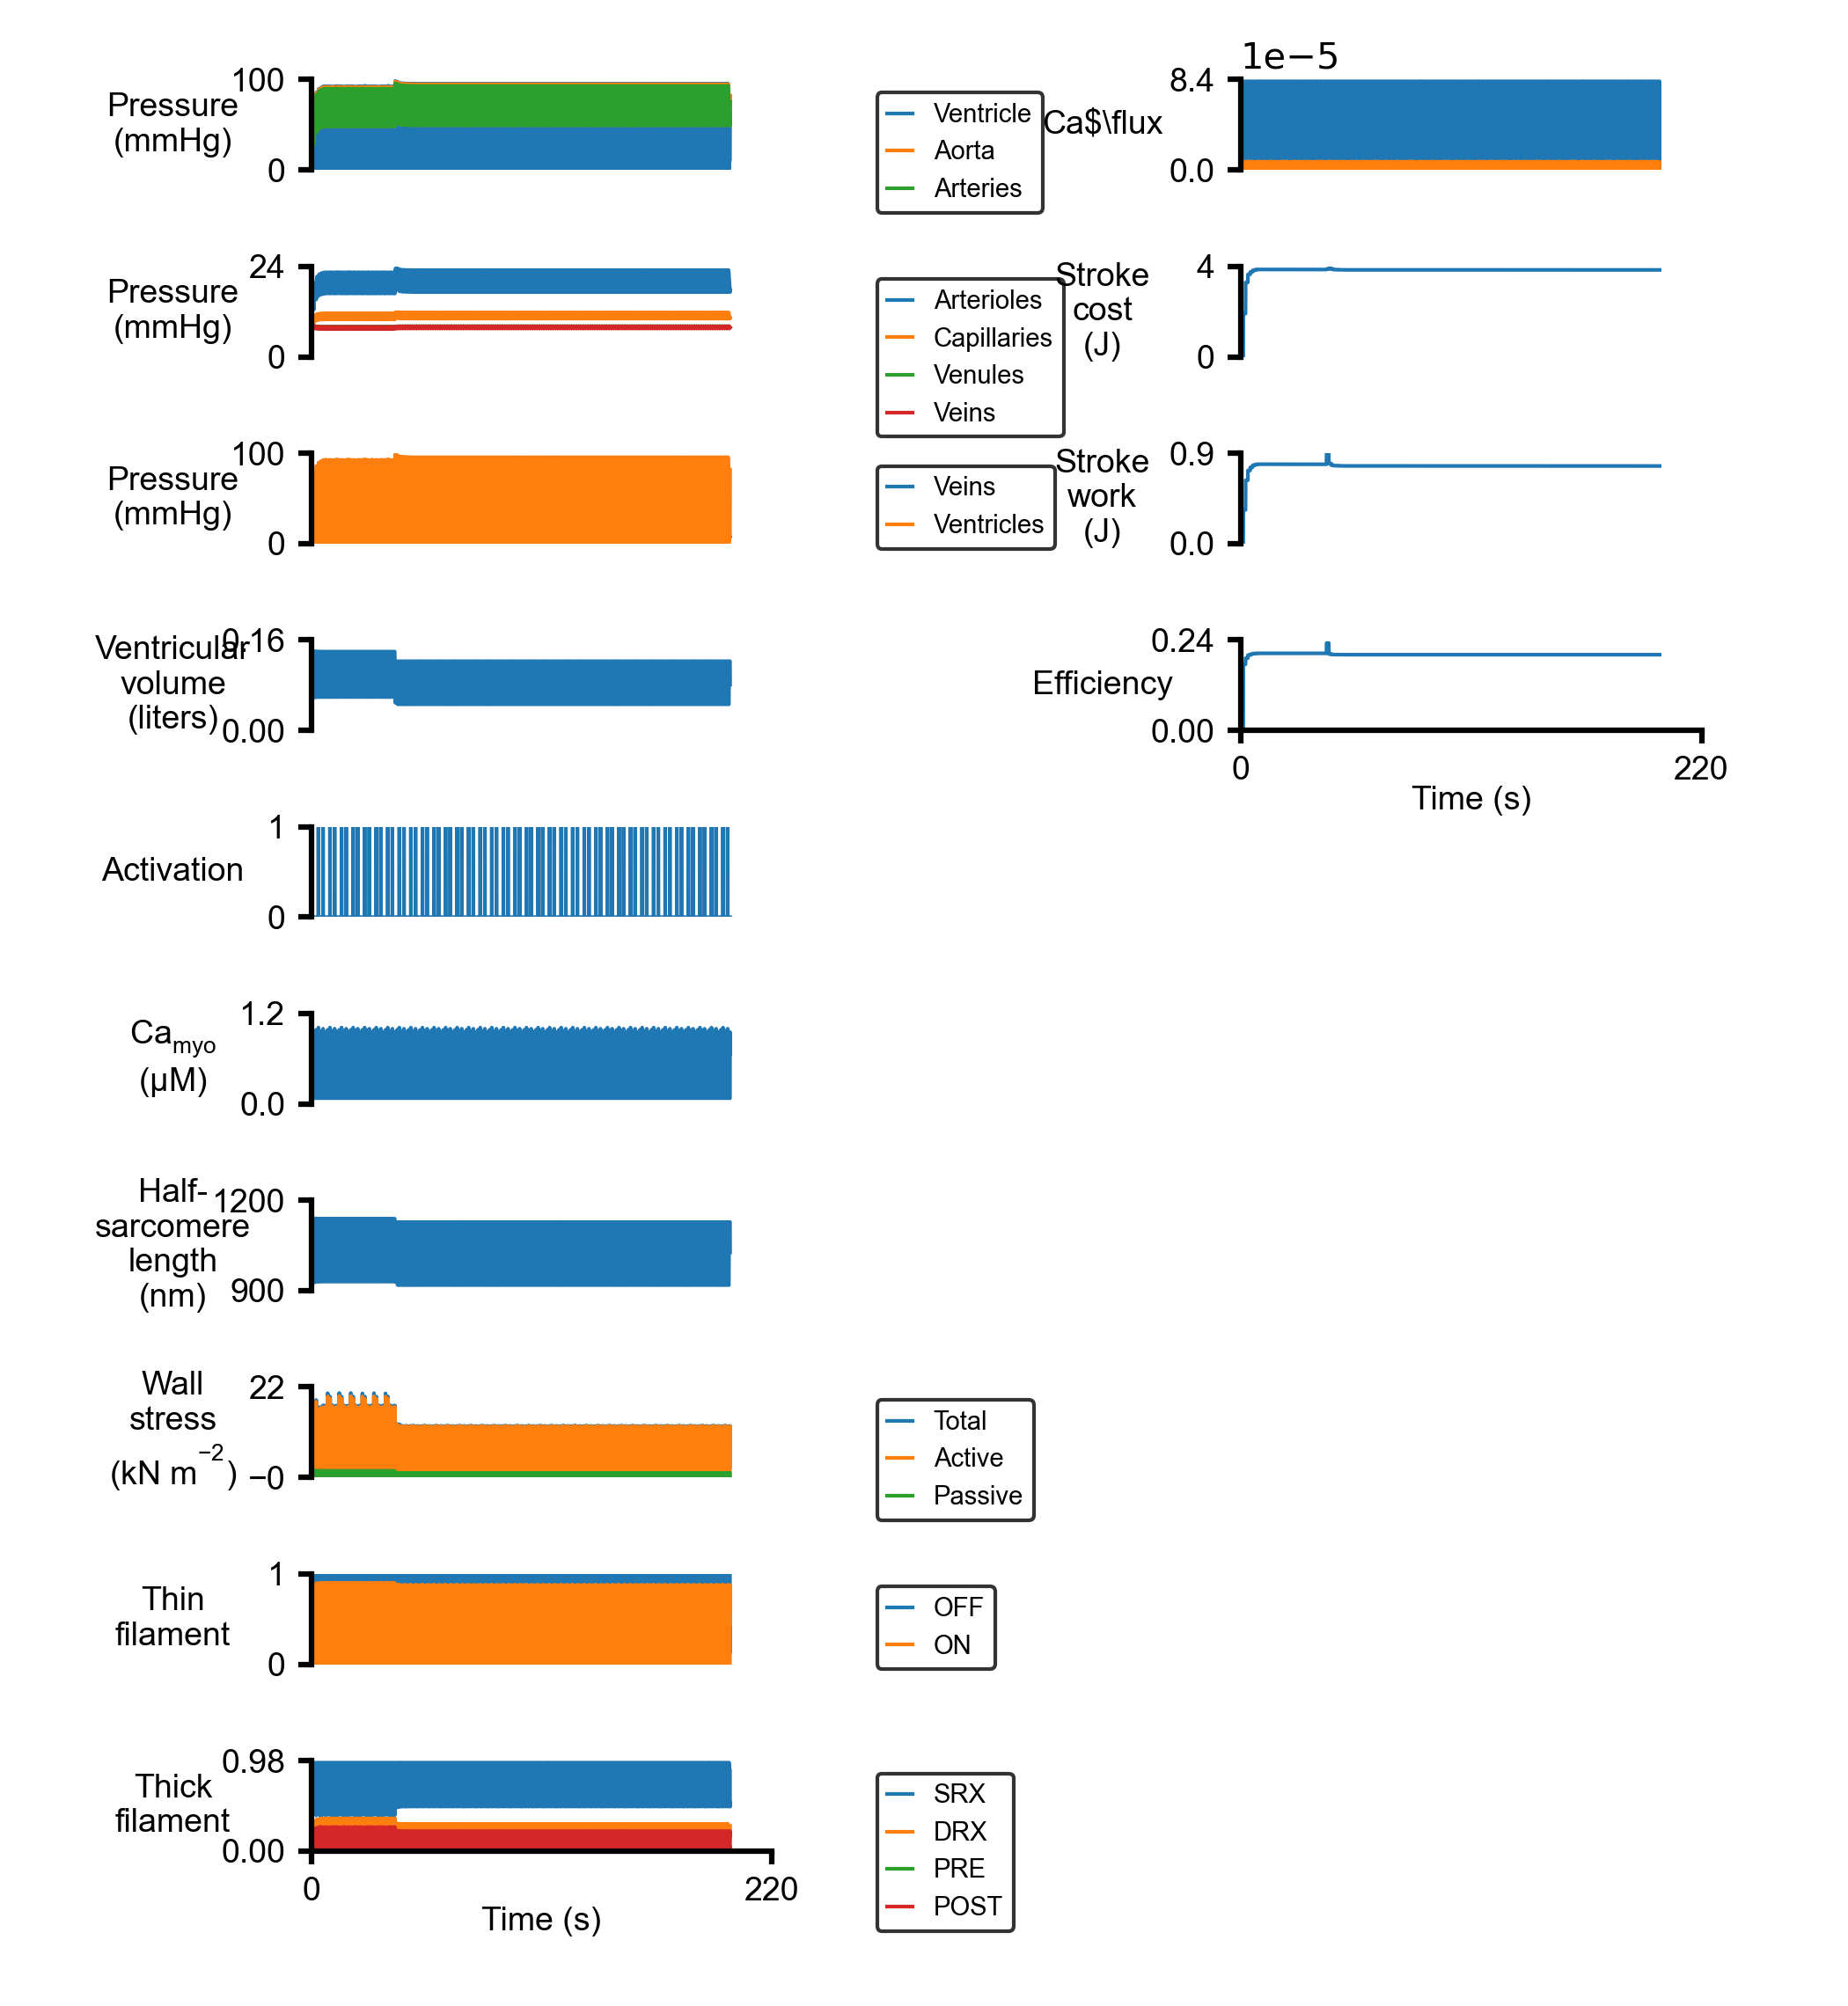 Pressure
(mmHg)
100
0
Ventricle
Aorta
Arteries
Pressure
(mmHg)
24
0
Arterioles
Capillaries
Venules
Veins
Pressure
(mmHg)
100
0
Veins
Ventricles
Ventricular
volume
(liters)
0.16
0.00
Activation
1
0
Ca_myo
(µM)
1.2
0.0
Half-
sarcomere
length
(nm)
1200
900
Wall
stress
(kN m^−2)
22
−0
Total
Active
Passive
Thin
filament
1
0
OFF
ON
Thick
filament
0.98
0.00
SRX
DRX
PRE
POST
0
220
Time (s)
1e−5
Ca$\flux
8.4
0.0
Stroke
cost
(J)
4
0
Stroke
work
(J)
0.9
0.0
Efficiency
0.24
0.00
0
220
Time (s)